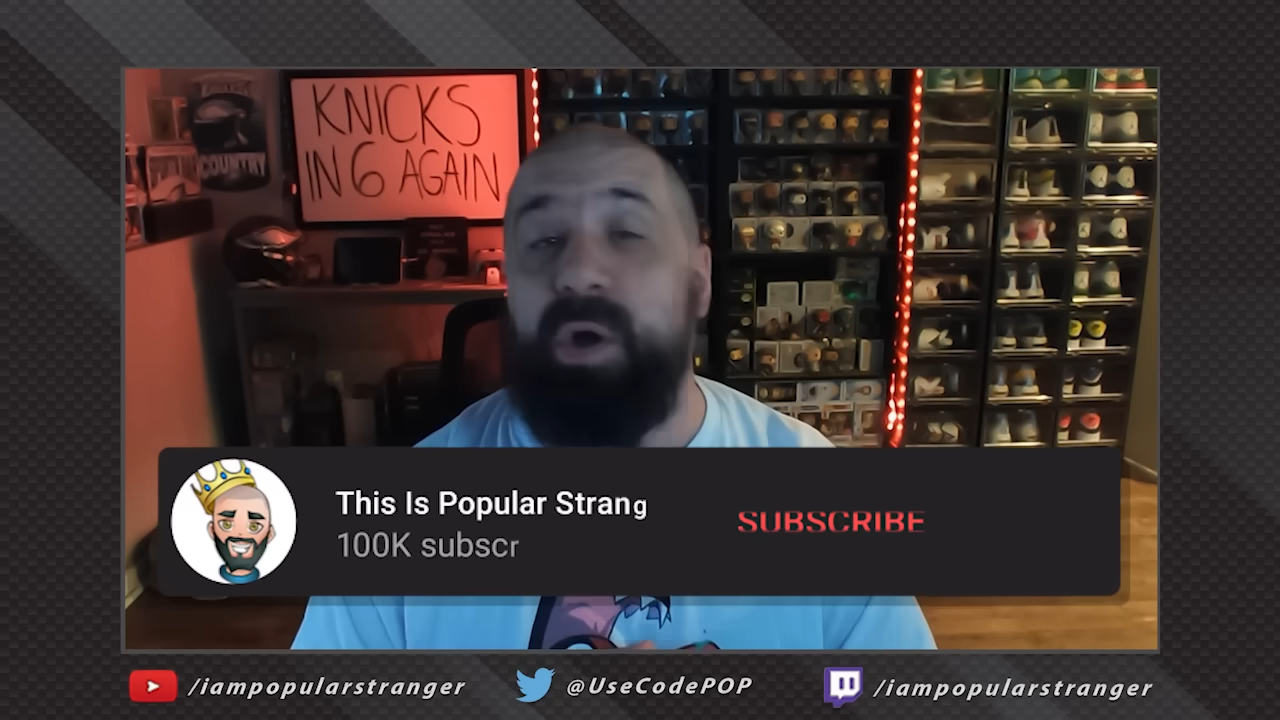 KNICKS
IN 6 AGAIN
COUNTRY
This Is Popular Strang
100K subscr
SUBSCRIBE
/iampopularstranger
@UseCodePOP
/iampopularstranger